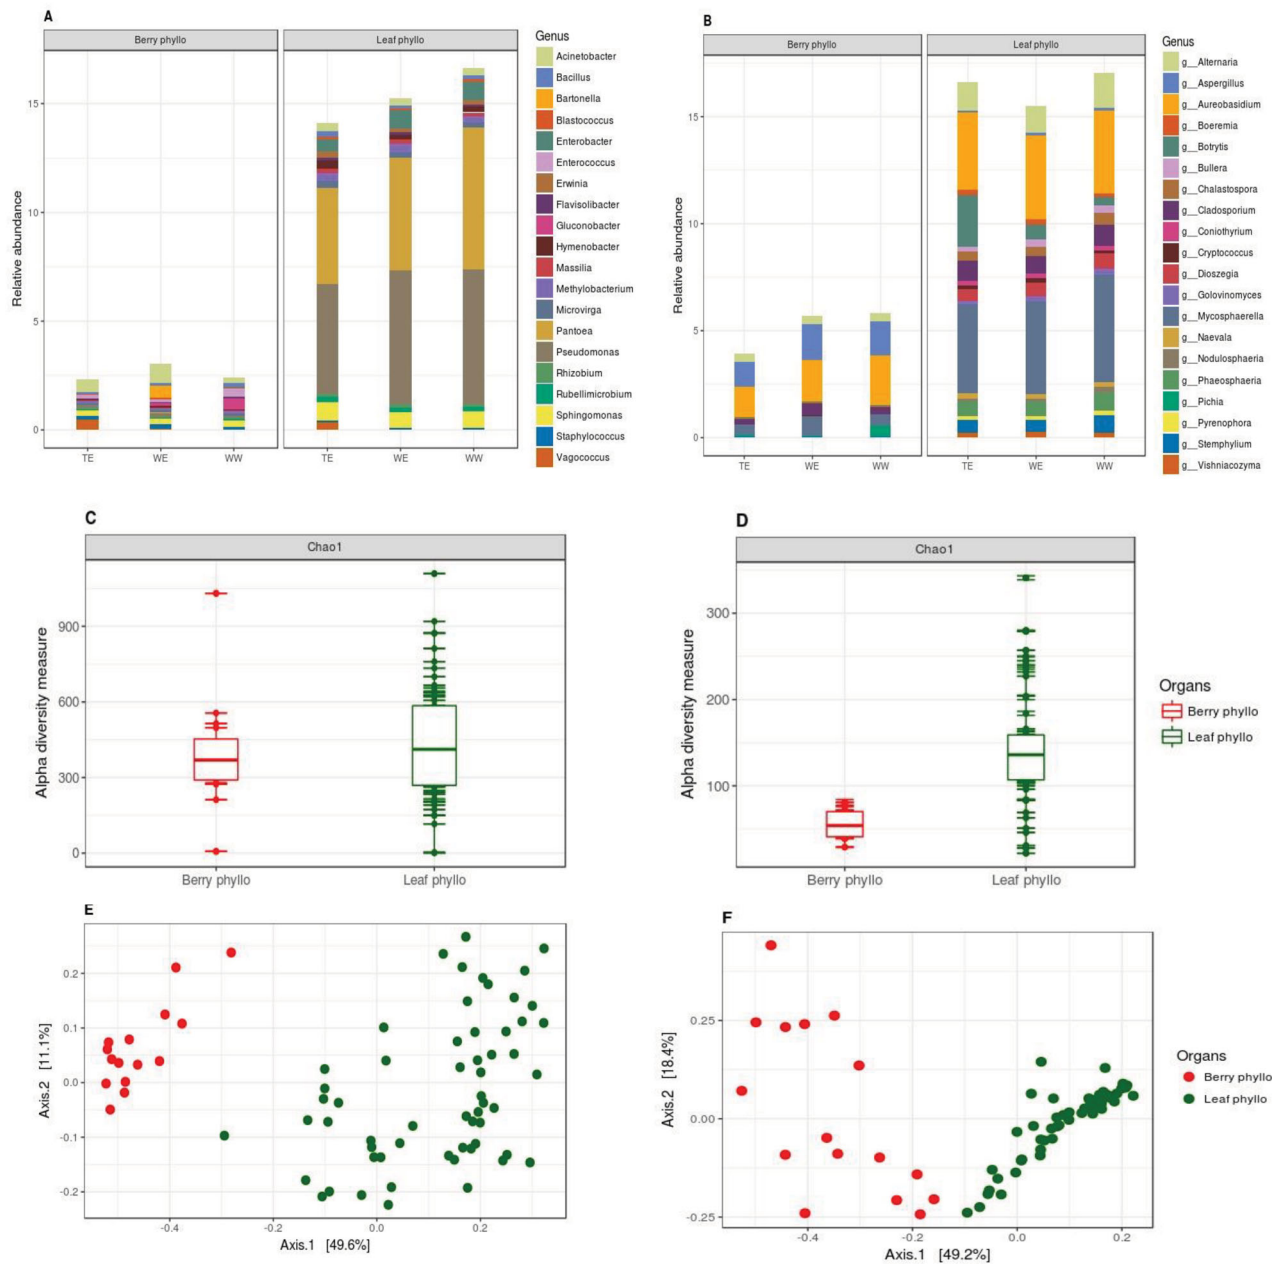 A
Berry phyllo
Leaf phyllo
Relative abundance
15
10
5
0
TE
WE
WW
TE
WE
WW
Genus
Acinetobacter
Bacillus
Bartonella
Blastococcus
Enterobacter
Enterococcus
Erwinia
Flavisolibacter
Gluconobacter
Hymenobacter
Massilia
Methylobacterium
Microvirga
Pantoea
Pseudomonas
Rhizobium
Rubellimicrobium
Sphingomonas
Staphylococcus
Vagococcus
B
Berry phyllo
Leaf phyllo
Relative abundance
15
10
5
0
TE
WE
WW
TE
WE
WW
Genus
g__Alternaria
g__Aspergillus
g__Aureobasidium
g__Boeremia
g__Botrytis
g__Bullera
g__Chalastospora
g__Cladosporium
g__Coniothyrium
g__Cryptococcus
g__Dioszegia
g__Golovinomyces
g__Mycosphaerella
g__Naevala
g__Nodulosphaeria
g__Phaeosphaeria
g__Pichia
g__Pyrenophora
g__Stemphylium
g__Vishniacozyma
C
Chao1
Alpha diversity measure
900
600
300
0
Berry phyllo
Leaf phyllo
D
Chao1
Alpha diversity measure
300
200
100
Berry phyllo
Leaf phyllo
Organs
Berry phyllo
Leaf phyllo
E
Axis.2 [11.1%]
0.2
0.1
0.0
-0.1
-0.2
-0.4
-0.2
0.0
0.2
Axis.1 [49.6%]
F
Axis.2 [18.4%]
0.25
0.00
-0.25
-0.4
-0.2
0.0
0.2
Axis.1 [49.2%]
Organs
Berry phyllo
Leaf phyllo